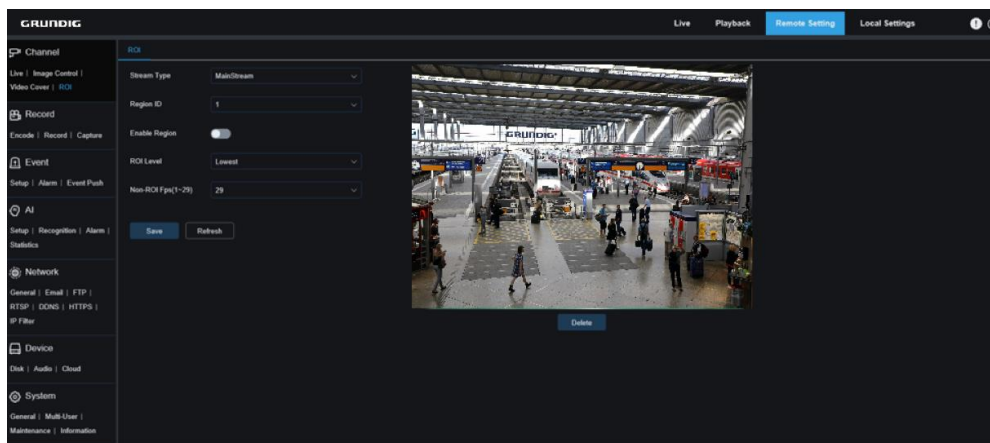 GRUNDIG
Live Playback Remote Setting Local Settings
Channel
Live | Image Control |
Video Cover | ROI
Record
Encode | Record | Capture
Event
Setup | Alarm | Event Push
AI
Setup | Recognition | Alarm |
Statistics
Network
General | Email | FTP |
RTSP | DDNS | HTTPS |
IP Filter
Device
Disk | Audio | Cloud
System
General | Multi-User |
Maintenance | Information
ROI
Stream Type MainStream
Region ID 1
Enable Region
ROI Level Lowest
Non-ROI Fps(1~29) 29
Save Refresh
GRUNDIG
Delete